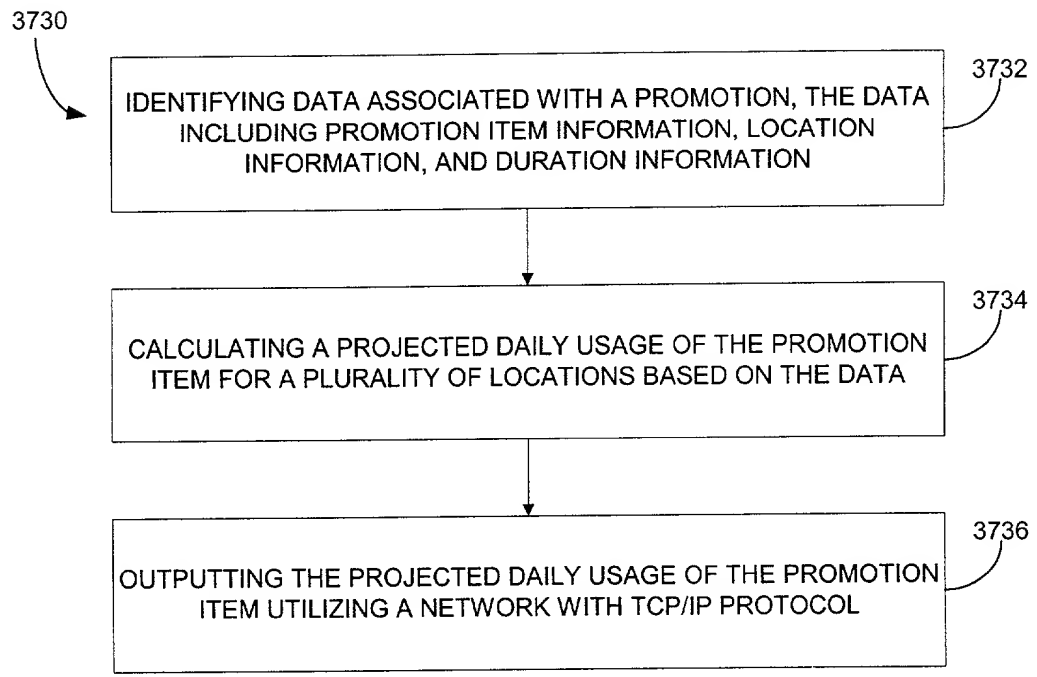 3730
3732
IDENTIFYING DATA ASSOCIATED WITH A PROMOTION, THE DATA
INCLUDING PROMOTION ITEM INFORMATION, LOCATION
INFORMATION, AND DURATION INFORMATION
3734
CALCULATING A PROJECTED DAILY USAGE OF THE PROMOTION
ITEM FOR A PLURALITY OF LOCATIONS BASED ON THE DATA
3736
OUTPUTTING THE PROJECTED DAILY USAGE OF THE PROMOTION
ITEM UTILIZING A NETWORK WITH TCP/IP PROTOCOL